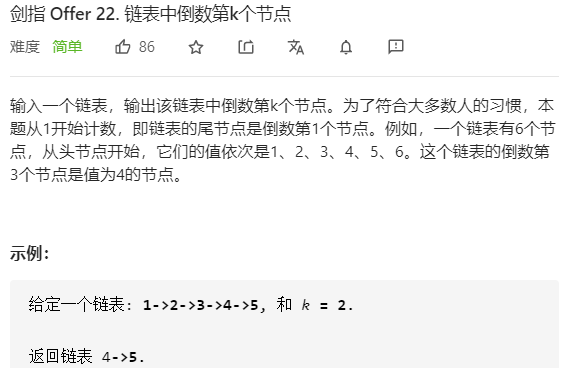 剑指 Offer 22. 链表中倒数第k个节点
难度 简单 86
输入一个链表，输出该链表中倒数第k个节点。为了符合大多数人的习惯，本
题从1开始计数，即链表的尾节点是倒数第1个节点。例如，一个链表有6个节
点，从头节点开始，它们的值依次是1、2、3、4、5、6。这个链表的倒数第
3个节点是值为4的节点。
示例：
给定一个链表: 1->2->3->4->5, 和 k = 2.
返回链表 4->5.